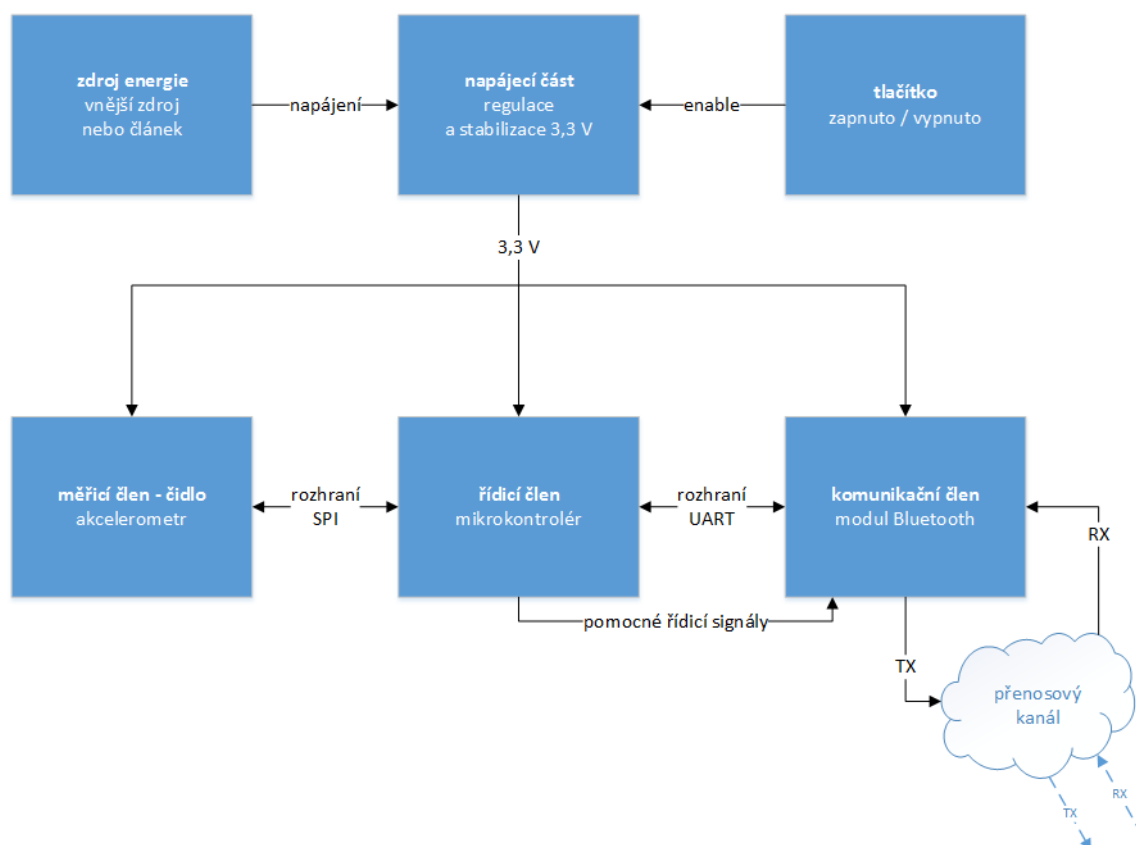 zdroj energie
vnější zdroj
nebo článek
napájení
napájecí část
regulace
a stabilizace 3,3 V
enable
tlačítko
zapnuto / vypnuto
3,3 V
měřicí člen - čidlo
akcelerometr
rozhraní
SPI
řídicí člen
mikrokontrolér
rozhraní
UART
komunikační člen
modul Bluetooth
RX
pomocné řídicí signály
TX
přenosový
kanál
TX
RX